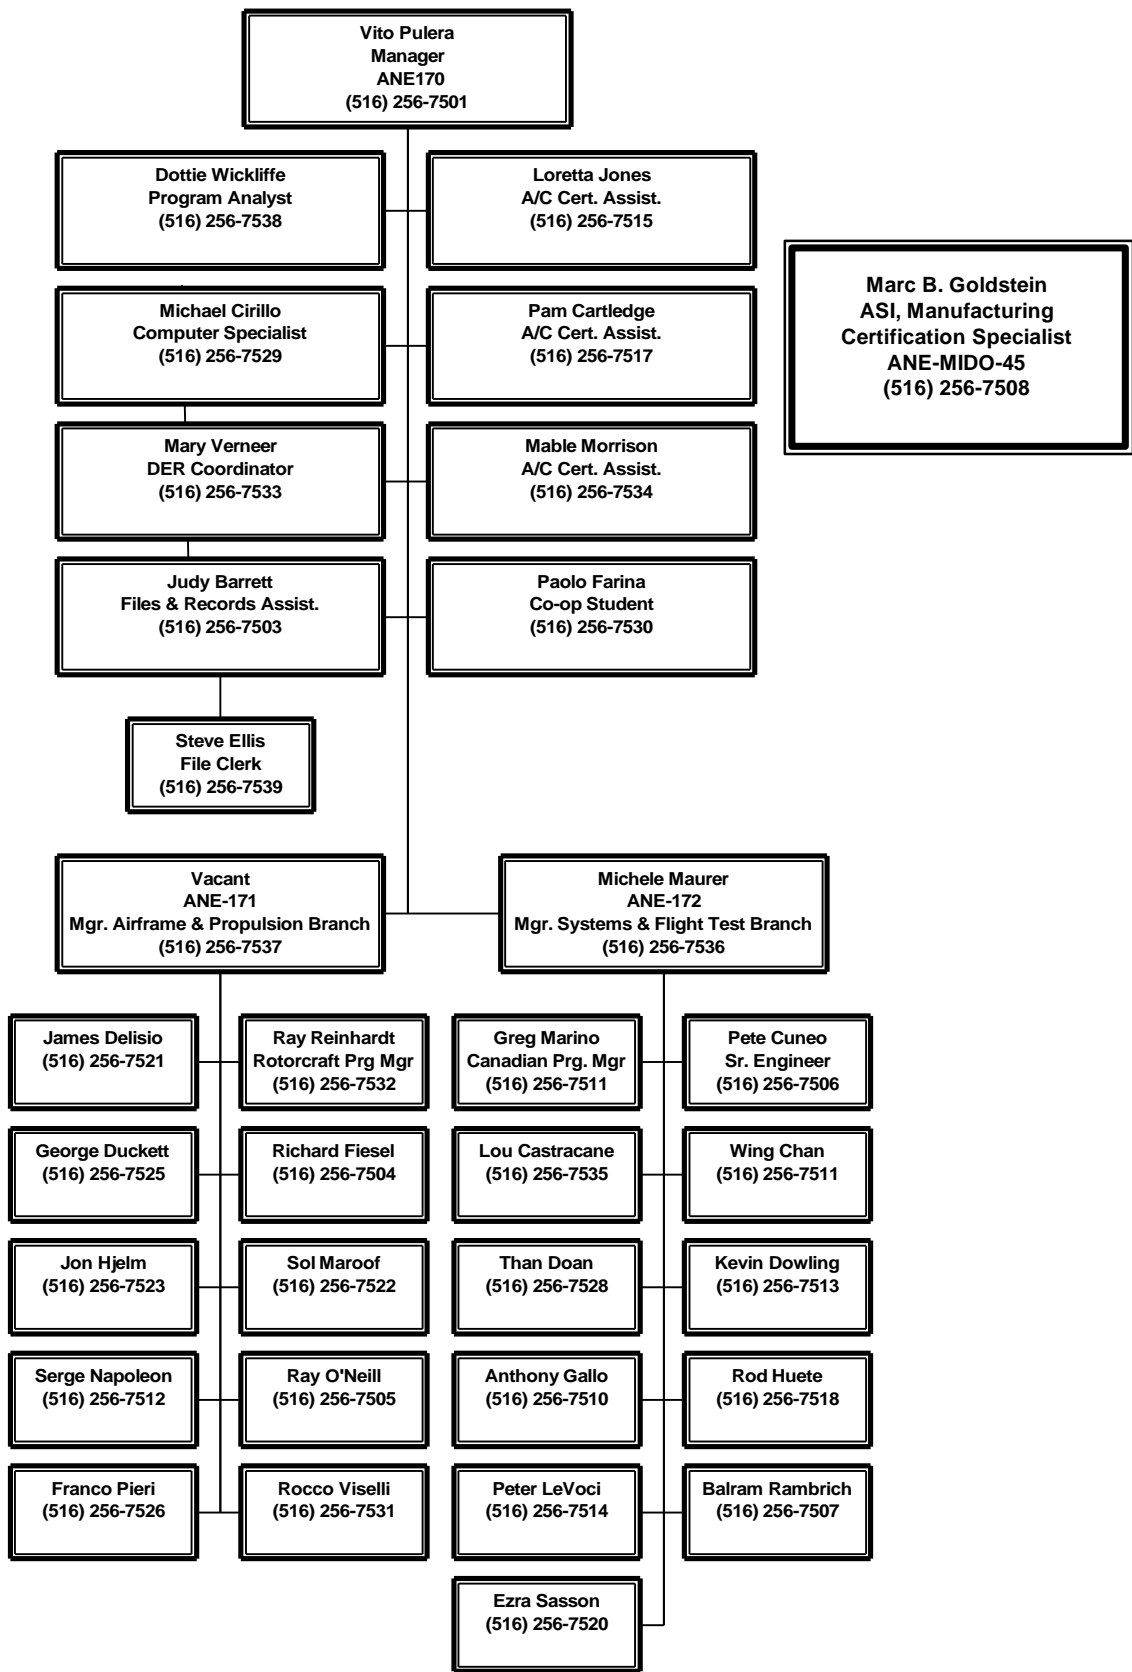 Vito Pulera
Manager
ANE170
(516) 256-7501
Dottie Wickliffe
Program Analyst
(516) 256-7538
Loretta Jones
A/C Cert. Assist.
(516) 256-7515
Marc B. Goldstein
ASI, Manufacturing
Certification Specialist
ANE-MIDO-45
(516) 256-7508
Michael Cirillo
Computer Specialist
(516) 256-7529
Pam Cartledge
A/C Cert. Assist.
(516) 256-7517
Mary Verneer
DER Coordinator
(516) 256-7533
Mable Morrison
A/C Cert. Assist.
(516) 256-7534
Judy Barrett
Files & Records Assist.
(516) 256-7503
Paolo Farina
Co-op Student
(516) 256-7530
Steve Ellis
File Clerk
(516) 256-7539
Vacant
ANE-171
Mgr. Airframe & Propulsion Branch
(516) 256-7537
Michele Maurer
ANE-172
Mgr. Systems & Flight Test Branch
(516) 256-7536
James Delisio
(516) 256-7521
Ray Reinhardt
Rotorcraft Prg Mgr
(516) 256-7532
Greg Marino
Canadian Prg. Mgr
(516) 256-7511
Pete Cuneo
Sr. Engineer
(516) 256-7506
George Duckett
(516) 256-7525
Richard Fiesel
(516) 256-7504
Lou Castracane
(516) 256-7535
Wing Chan
(516) 256-7511
Jon Hjelm
(516) 256-7523
Sol Maroof
(516) 256-7522
Than Doan
(516) 256-7528
Kevin Dowling
(516) 256-7513
Serge Napoleon
(516) 256-7512
Ray O'Neill
(516) 256-7505
Anthony Gallo
(516) 256-7510
Rod Huete
(516) 256-7518
Franco Pieri
(516) 256-7526
Rocco Viselli
(516) 256-7531
Peter LeVoci
(516) 256-7514
Balram Rambrich
(516) 256-7507
Ezra Sasson
(516) 256-7520